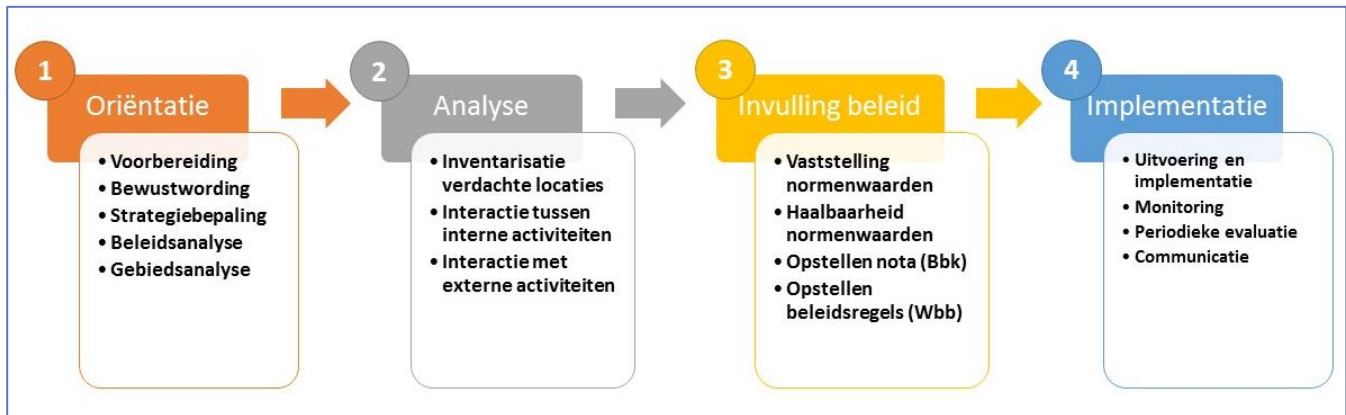 1
Oriëntatie
• Voorbereiding
• Bewustwording
• Strategiebepaling
• Beleidsanalyse
• Gebiedsanalyse
2
Analyse
• Inventarisatie
verdachte locaties
• Interactie tussen
interne activiteiten
• Interactie met
externe activiteiten
3
Invulling beleid
• Vaststelling
normenwaarden
• Haalbaarheid
normenwaarden
• Opstellen nota (Bbk)
• Opstellen
beleidsregels (Wbb)
4
Implementatie
• Uitvoering en
implementatie
• Monitoring
• Periodieke evaluatie
• Communicatie